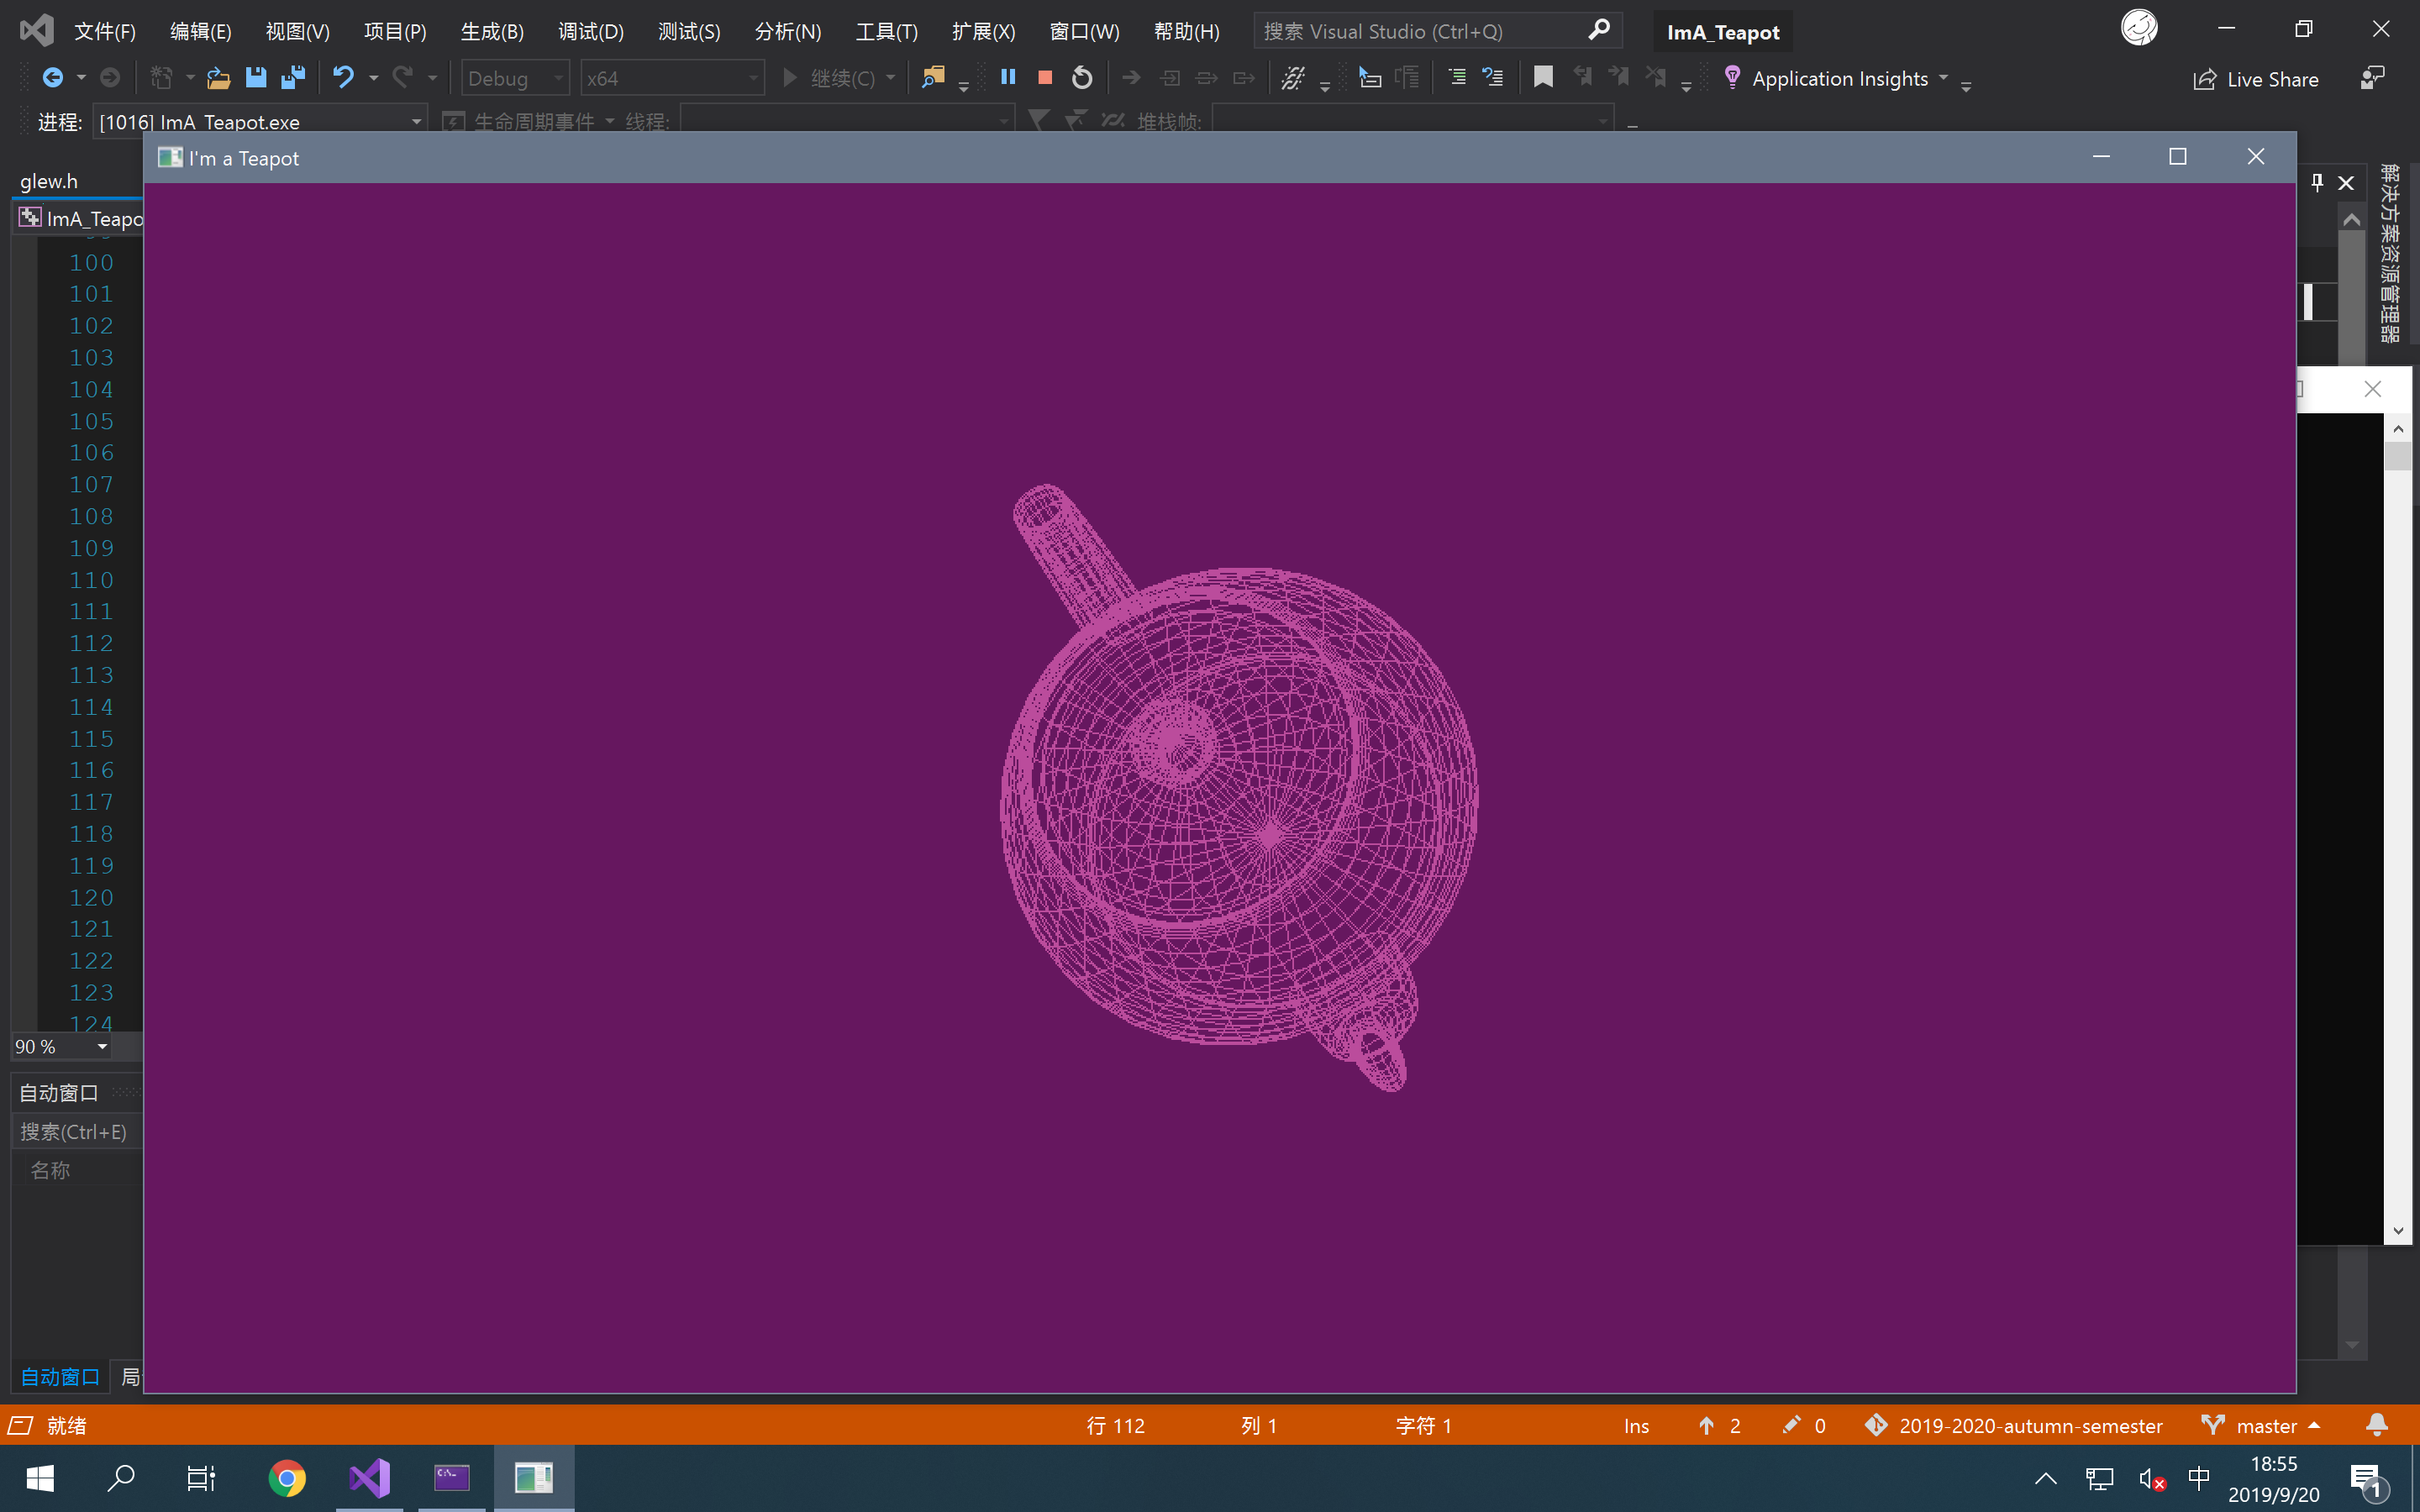 文件(F) 编辑(E) 视图(V) 项目(P) 生成(B) 调试(D) 测试(S) 分析(N) 工具(T) 扩展(X) 窗口(W) 帮助(H) 搜索 Visual Studio (Ctrl+Q) ImA_Teapot
Debug x64 继续(C) Application Insights Live Share
进程: [1016] ImA_Teapot.exe 生命周期事件 线程: 堆栈帧:
I'm a Teapot
glew.h
解决方案资源管理器
ImA_Teapo
100
101
102
103
104
105
106
107
108
109
110
111
112
113
114
115
116
117
118
119
120
121
122
123
124
90 %
自动窗口
搜索(Ctrl+E)
名称
自动窗口
就绪 行 112 列 1 字符 1 Ins 2 0 2019-2020-autumn-semester master
中 18:55
2019/9/20
1